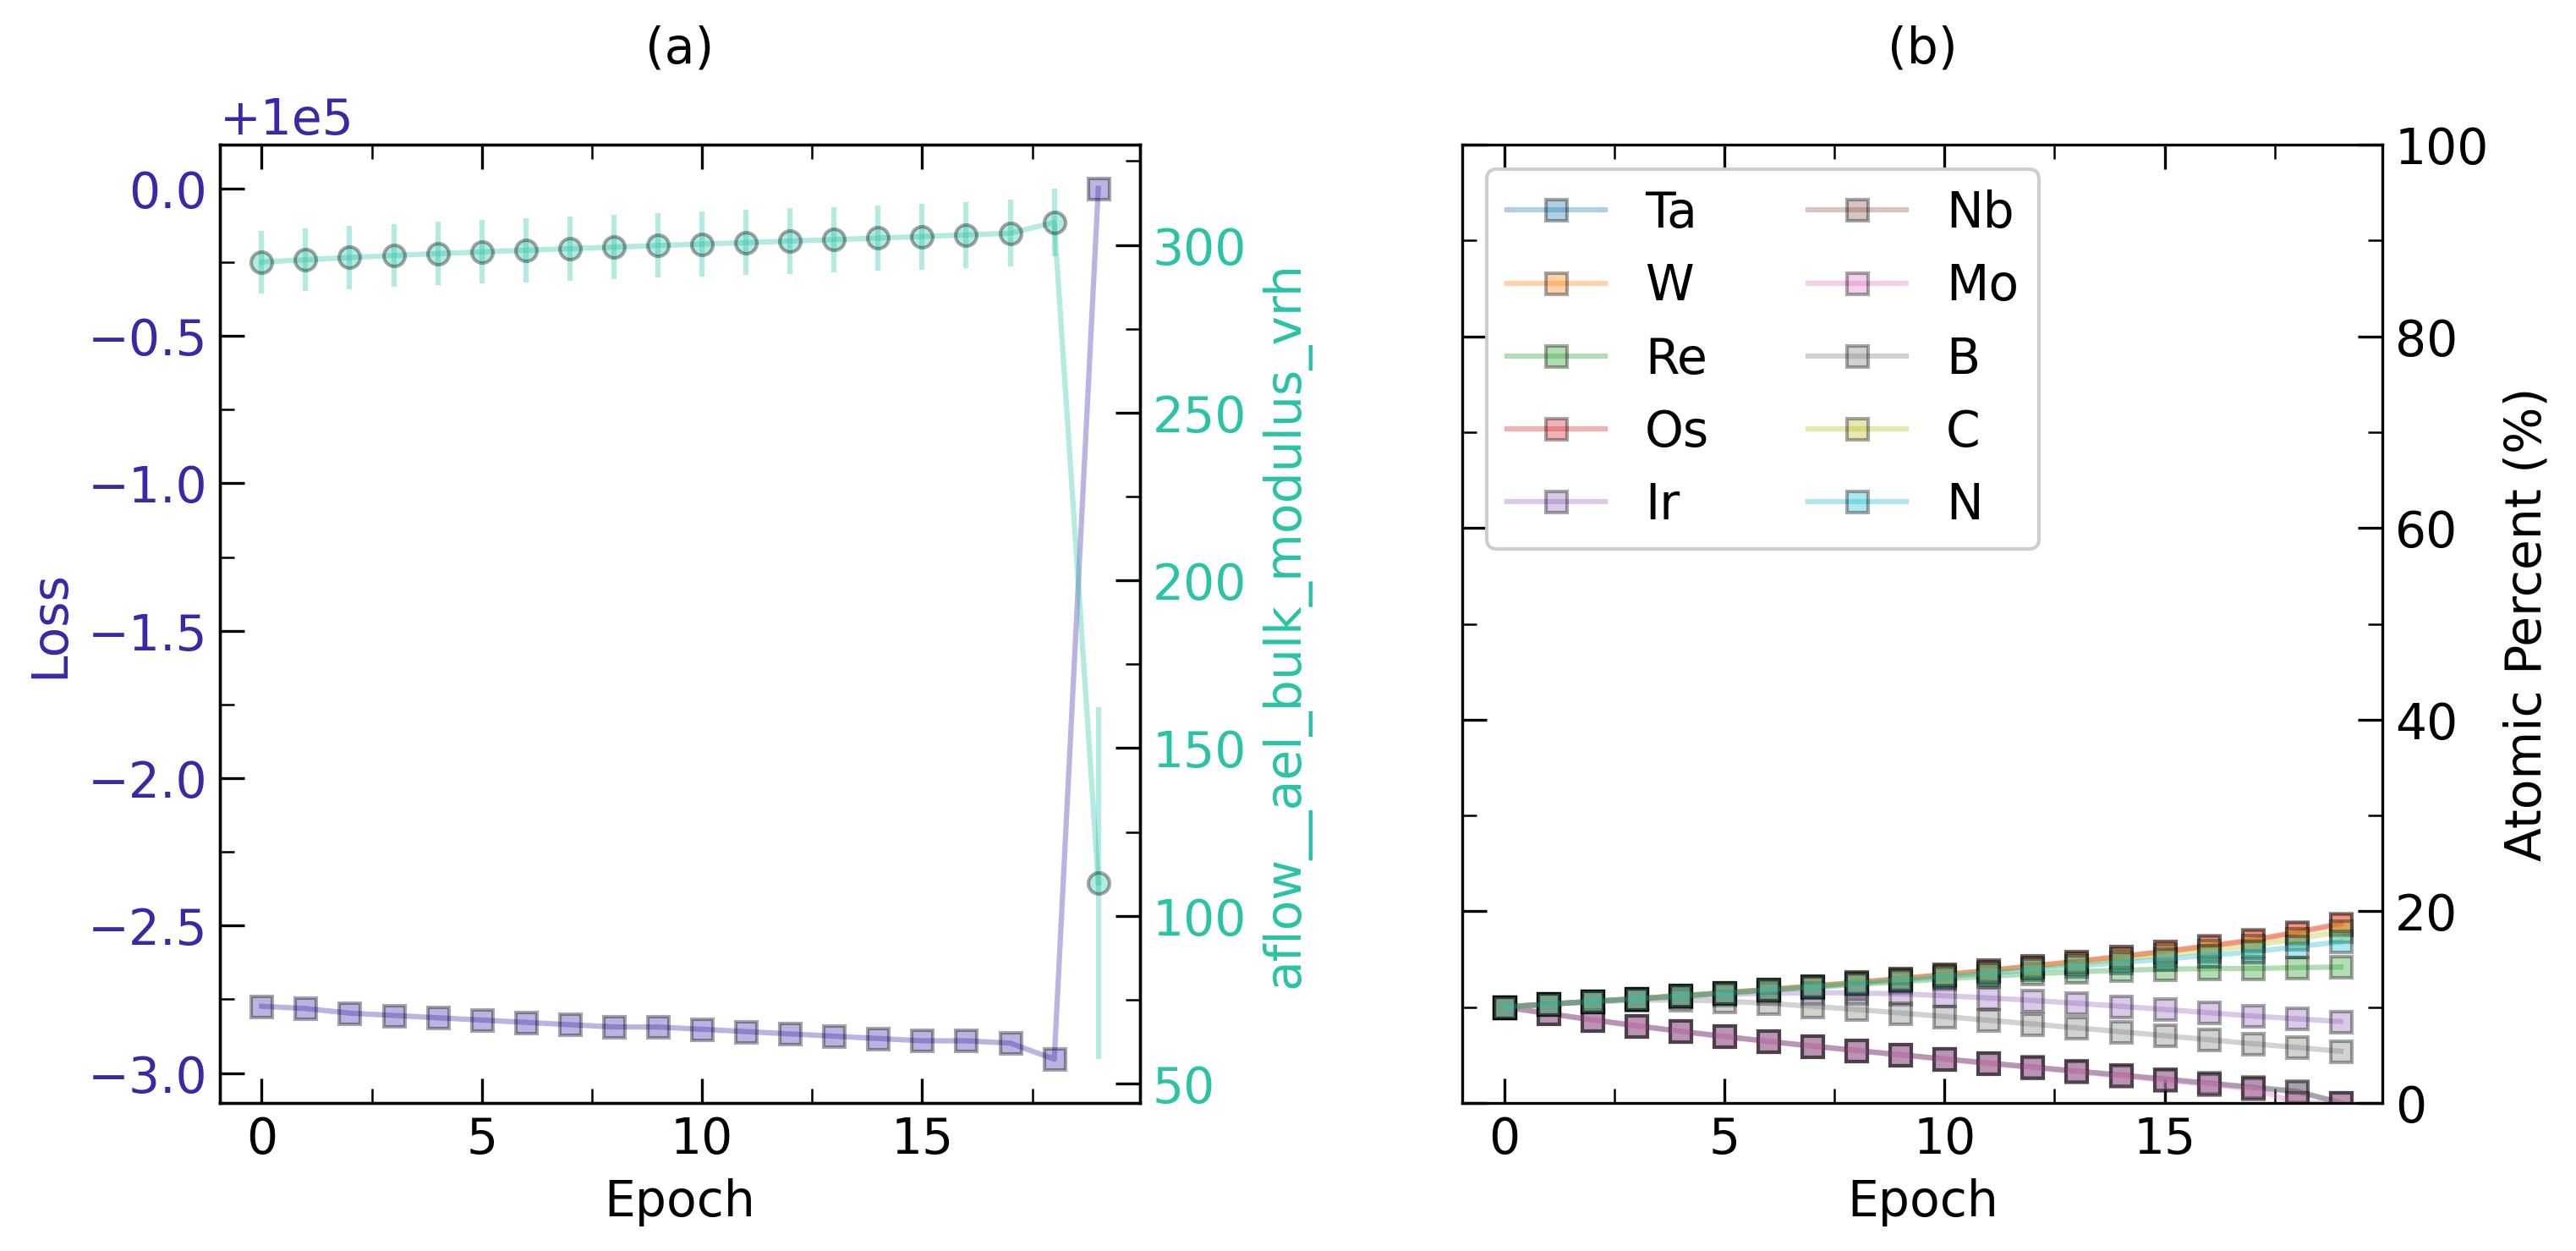 (a)
+1e5
0.0
−0.5
−1.0
−1.5
−2.0
−2.5
−3.0
Loss
300
250
200
150
100
50
aflow__ael_bulk_modulus_vrh
0 5 10 15
Epoch
(b)
Ta
W
Re
Os
Ir
Nb
Mo
B
C
N
100
80
60
40
20
0
Atomic Percent (%)
0 5 10 15
Epoch